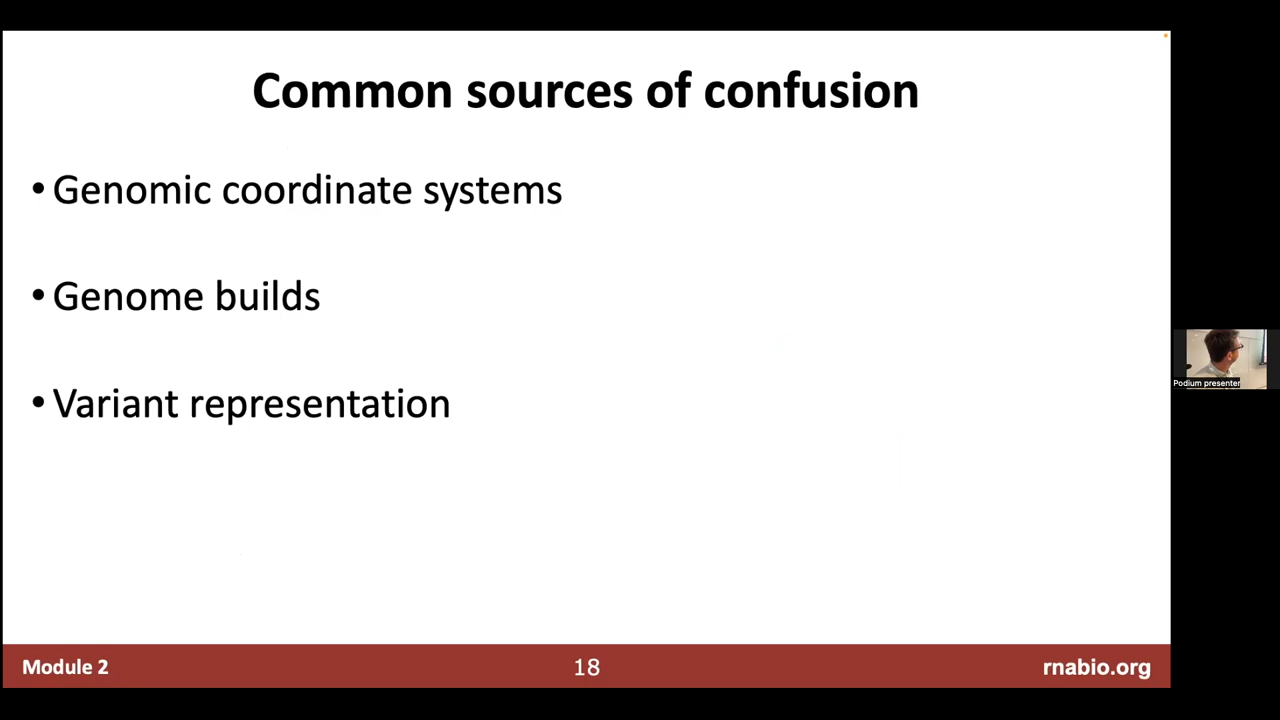 Common sources of confusion
• Genomic coordinate systems
• Genome builds
• Variant representation
Podium presenter
Module 2
18
rnabio.org